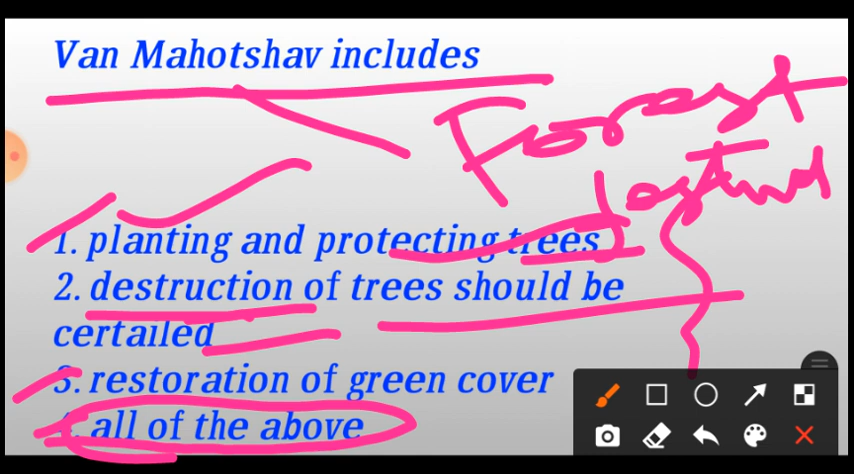 Van Mahotshav includes
Forest
1. planting and protecting trees
2. destruction of trees should be
certailed
3. restoration of green cover
4. all of the above